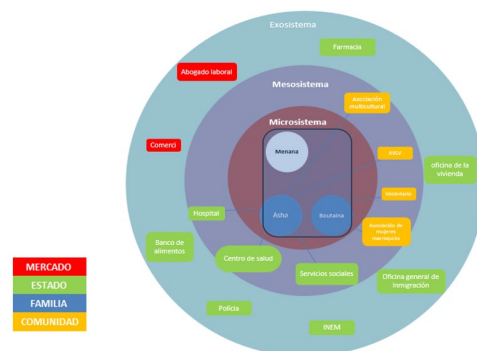 Exosistema
Farmacia
Abogado laboral
Mesosistema
Asociación
multicultural
Microsistema
Comerci
Menana
oficina de la
vivienda
Voluntario
Hospital
Asha
Boutaina
Asociación de
mujeres
marroquíes
Banco de
alimentos
Centro de salud
Servicios sociales
Oficina general de
inmigración
MERCADO
ESTADO
FAMILIA
COMUNIDAD
Policía
INEM